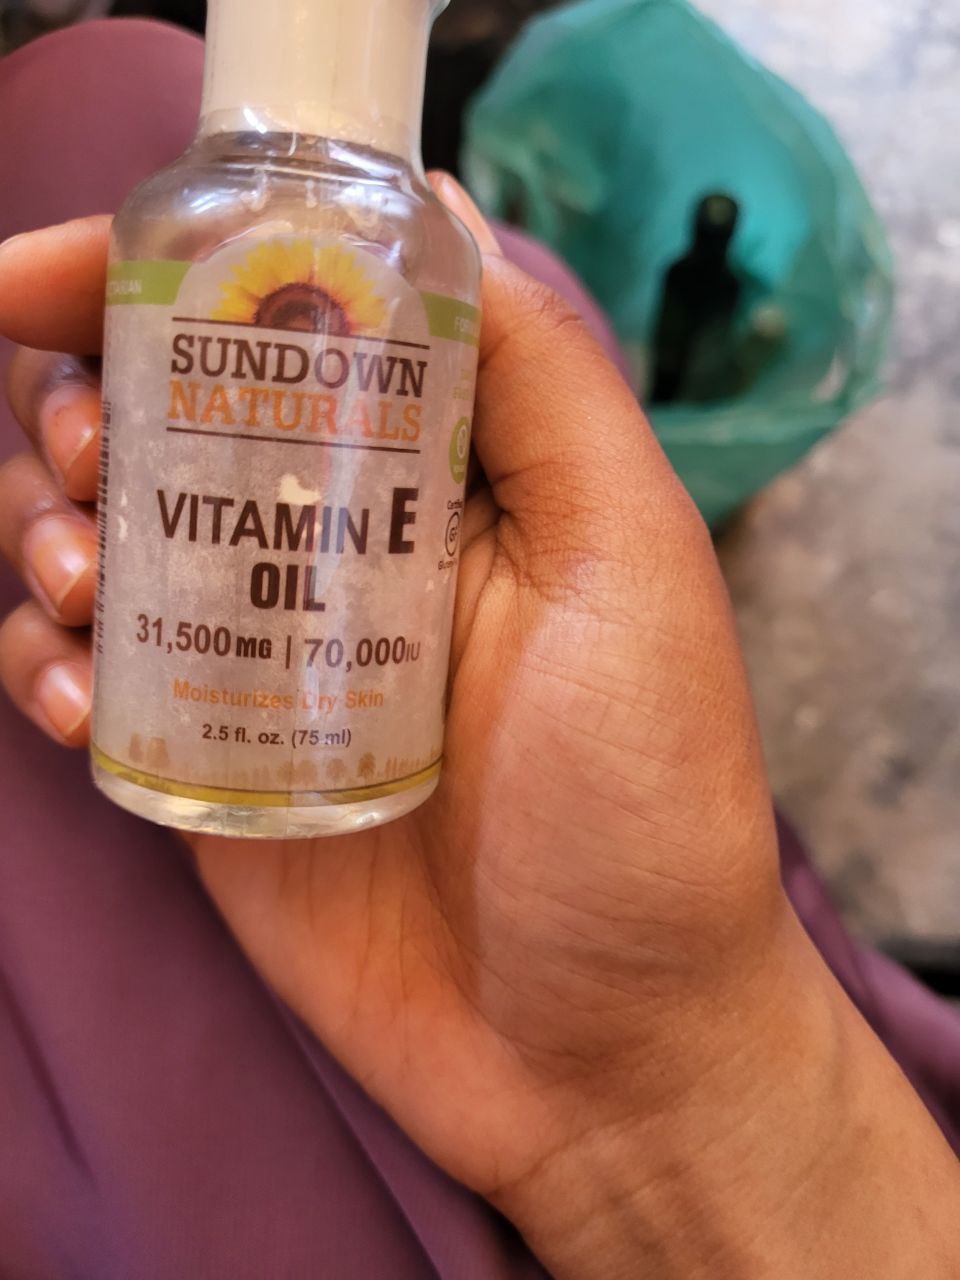 SUNDOWN
NATURALS
VITAMIN E
OIL
31,500MG | 70,000IU
Moisturizes Dry Skin
2.5 fl. oz. (75 ml)